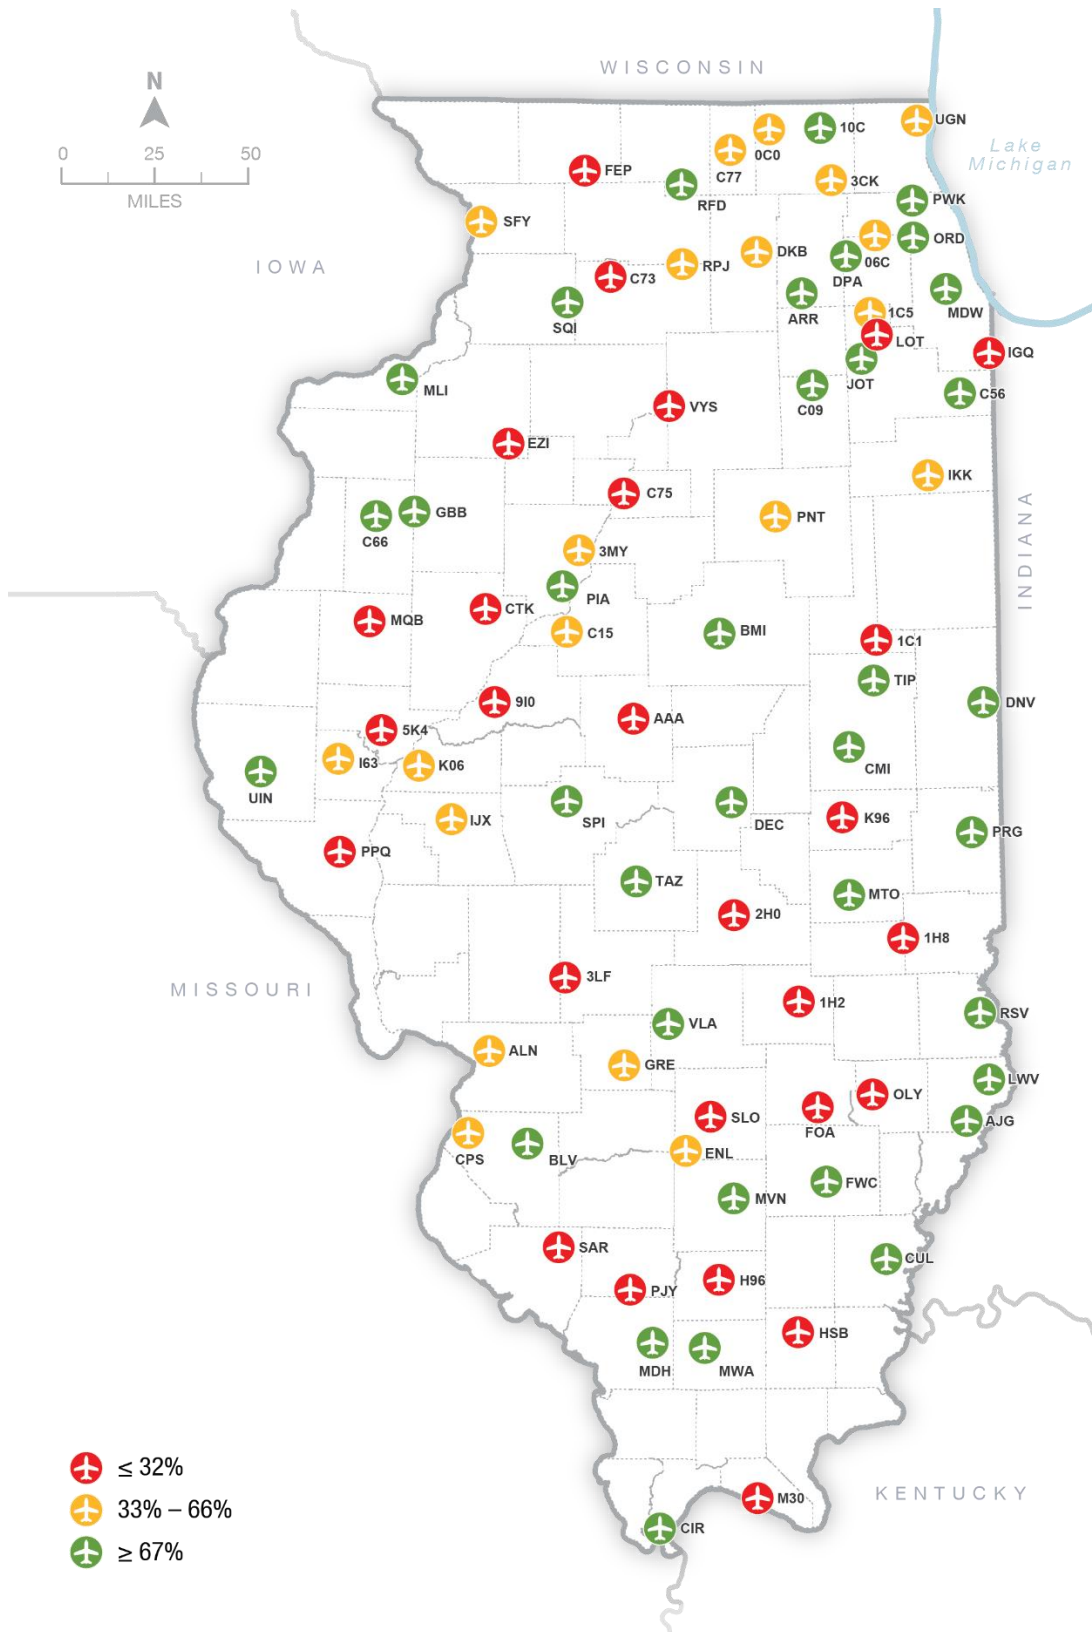 WISCONSIN
N
0 25 50
MILES
Lake
Michigan
UGN
10C
0C0
C77
FEP
3CK
RFD
PWK
SFY
ORD
06C
DKB
IOWA
RPJ
C73
DPA
MDW
ARR
SQI
1C5
LOT
IGQ
JOT
MLI
C09
C56
VYS
EZI
IKK
C75
PNT
GBB
C66
INDIANA
3MY
PIA
CTK
MQB
C15
BMI
1C1
TIP
9I0
DNV
AAA
5K4
I63
K06
CMI
UIN
SPI
DEC
K96
IJX
PRG
PPQ
TAZ
MTO
2H0
1H8
3LF
MISSOURI
1H2
RSV
VLA
ALN
GRE
LWV
OLY
SLO
FOA
AJG
CPS
BLV
ENL
FWC
MVN
SAR
CUL
H96
PJY
HSB
MDH
MWA
≤ 32%
33% – 66%
≥ 67%
KENTUCKY
M30
CIR